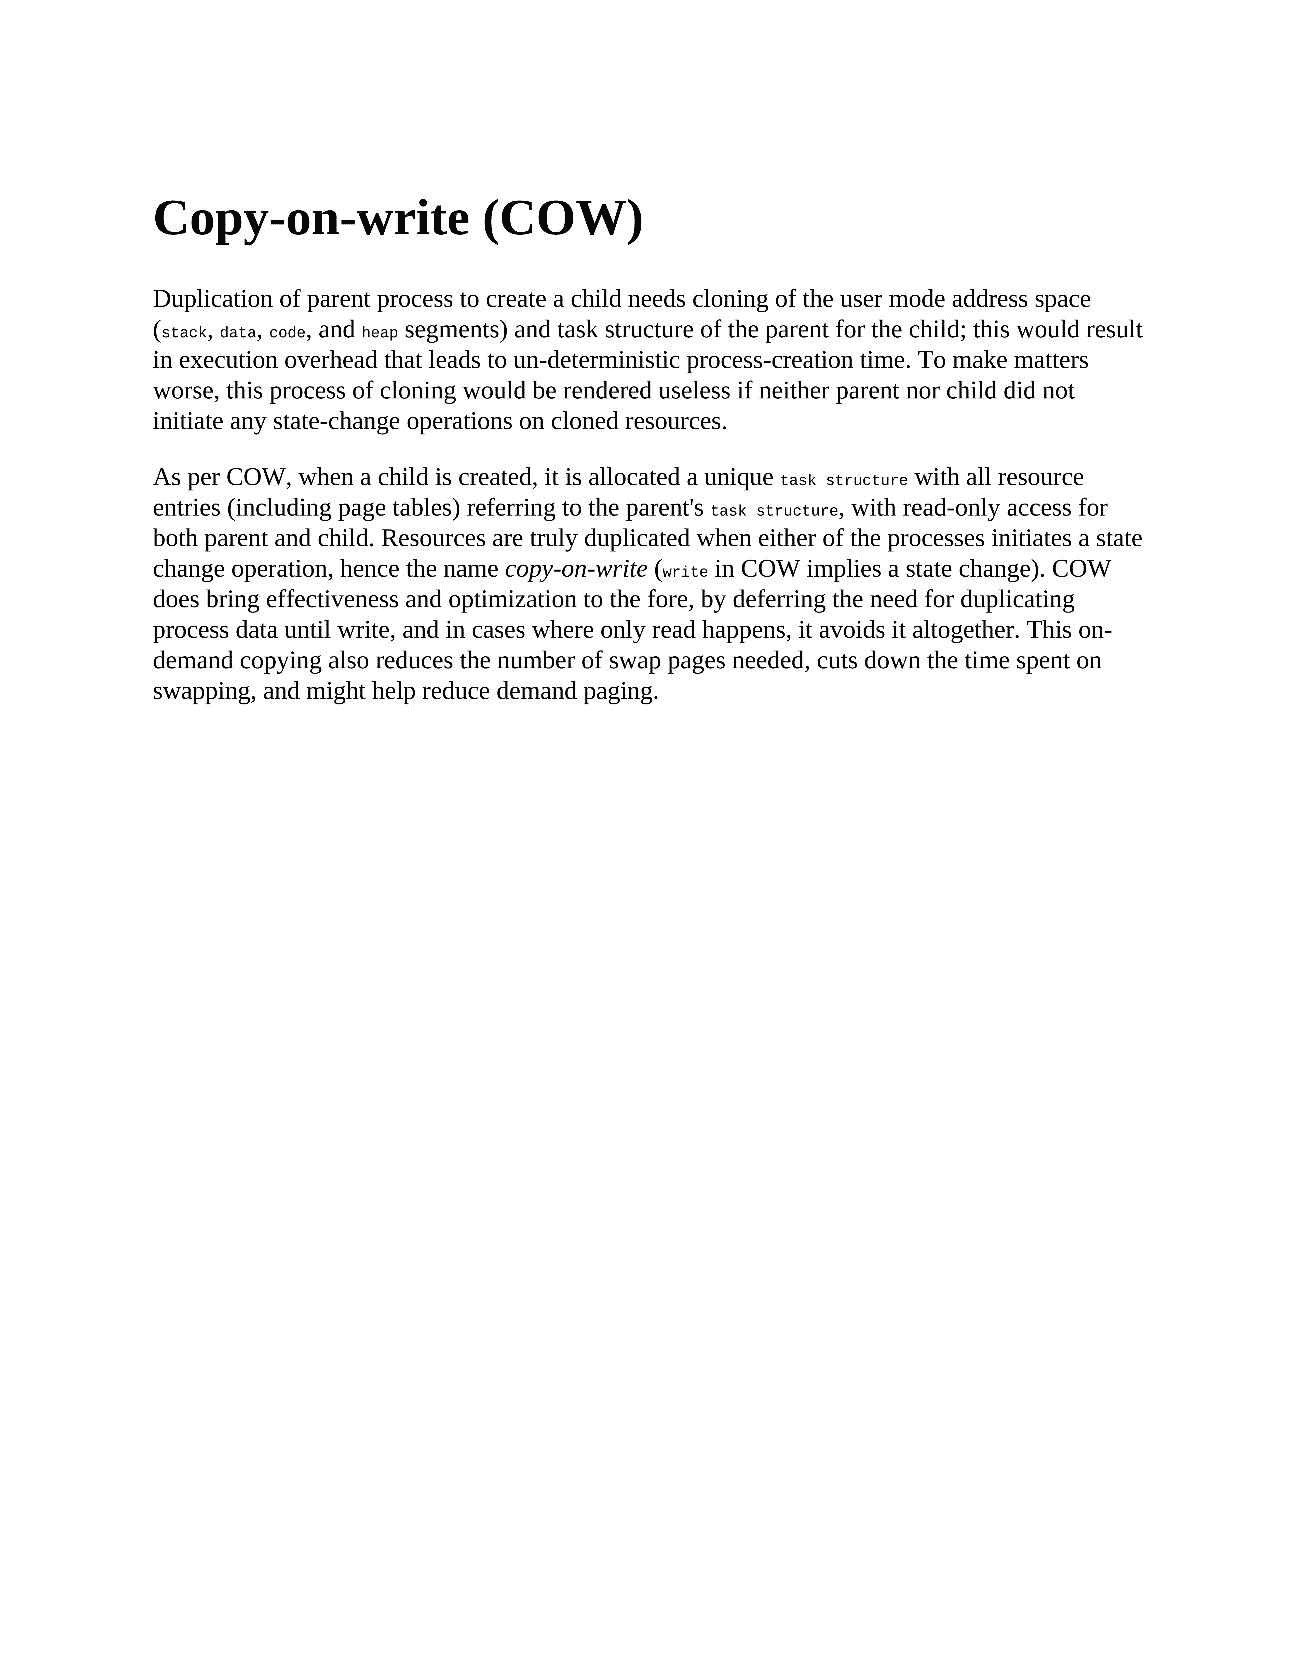 Copy-on-write (COW)
Duplication of parent process to create a child needs cloning of the user mode address space
(stack, data, code, and heap segments) and task structure of the parent for the child; this would result
in execution overhead that leads to un-deterministic process-creation time. To make matters
worse, this process of cloning would be rendered useless if neither parent nor child did not
initiate any state-change operations on cloned resources.
As per COW, when a child is created, it is allocated a unique task structure with all resource
entries (including page tables) referring to the parent's task structure, with read-only access for
both parent and child. Resources are truly duplicated when either of the processes initiates a state
change operation, hence the name copy-on-write (write in COW implies a state change). COW
does bring effectiveness and optimization to the fore, by deferring the need for duplicating
process data until write, and in cases where only read happens, it avoids it altogether. This on-
demand copying also reduces the number of swap pages needed, cuts down the time spent on
swapping, and might help reduce demand paging.